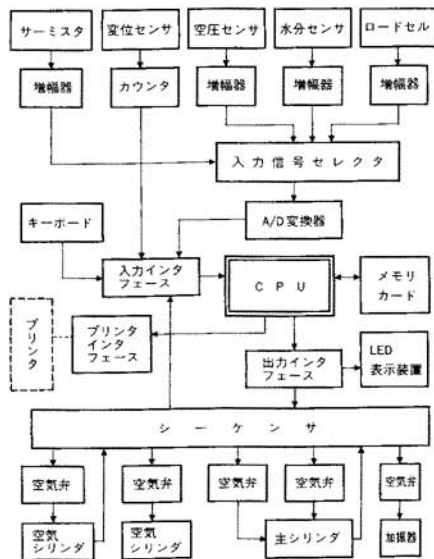 サーミスタ
変位センサ
空圧センサ
水分センサ
ロードセル
増幅器
カウンタ
増幅器
増幅器
増幅器
入力信号セレクタ
キーボード
A/D変換器
入力インタ
フェース
CPU
メモリ
カード
プリンタ
プリンタ
インタ
フェース
出力インタ
フェース
LED
表示装置
シーケンサ
空気弁
空気弁
空気弁
空気弁
空気弁
空気
シリンダ
空気
シリンダ
主シリンダ
加振器